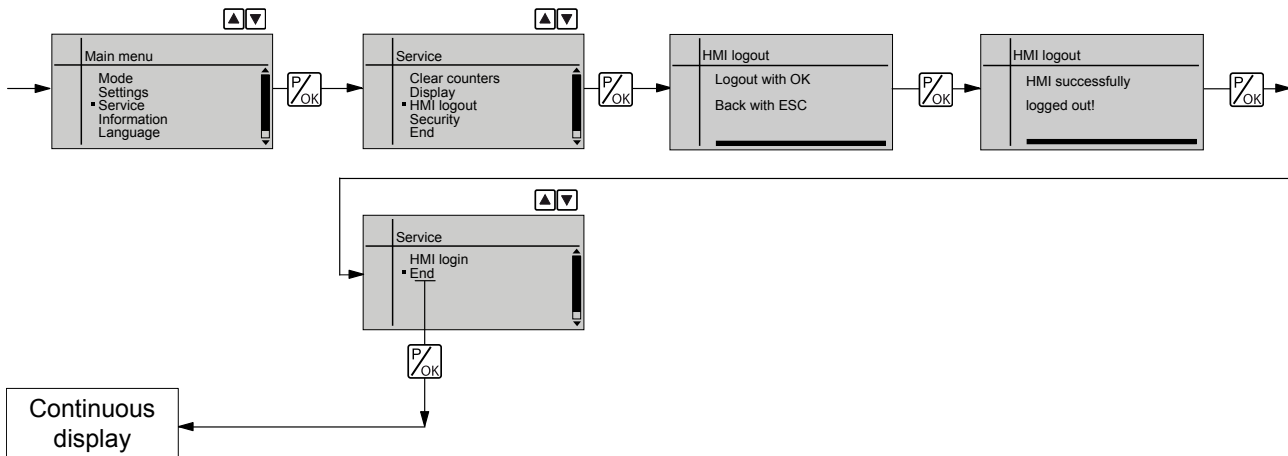 Main menu
Mode
Settings
Service
Information
Language
P/OK
Service
Clear counters
Display
HMI logout
Security
End
P/OK
HMI logout
Logout with OK
Back with ESC
P/OK
HMI logout
HMI successfully
logged out!
P/OK
Service
HMI login
End
P/OK
Continuous
display